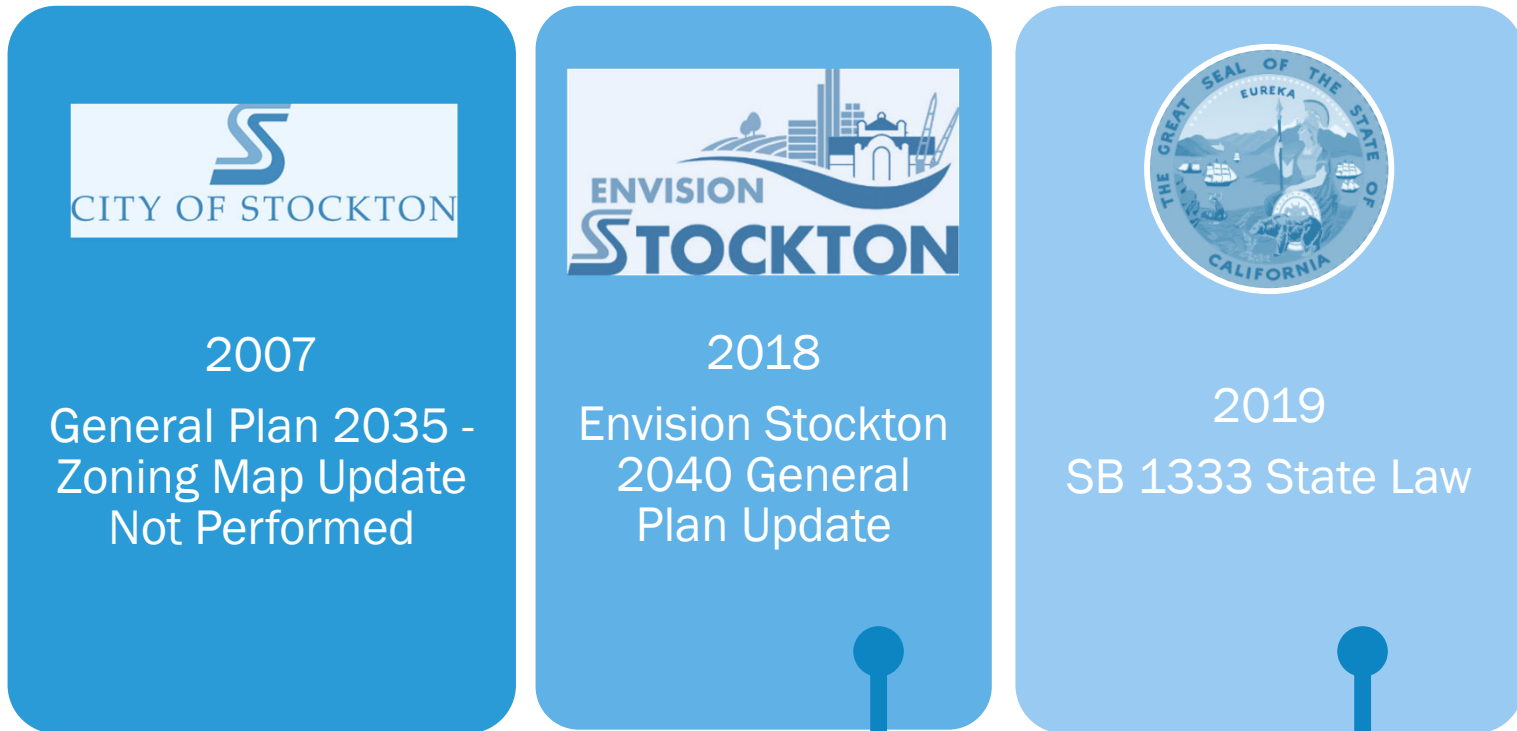 CITY OF STOCKTON
2007
General Plan 2035 -
Zoning Map Update
Not Performed
ENVISION
STOCKTON
2018
Envision Stockton
2040 General
Plan Update
THE GREAT SEAL OF THE STATE OF CALIFORNIA
EUREKA
2019
SB 1333 State Law